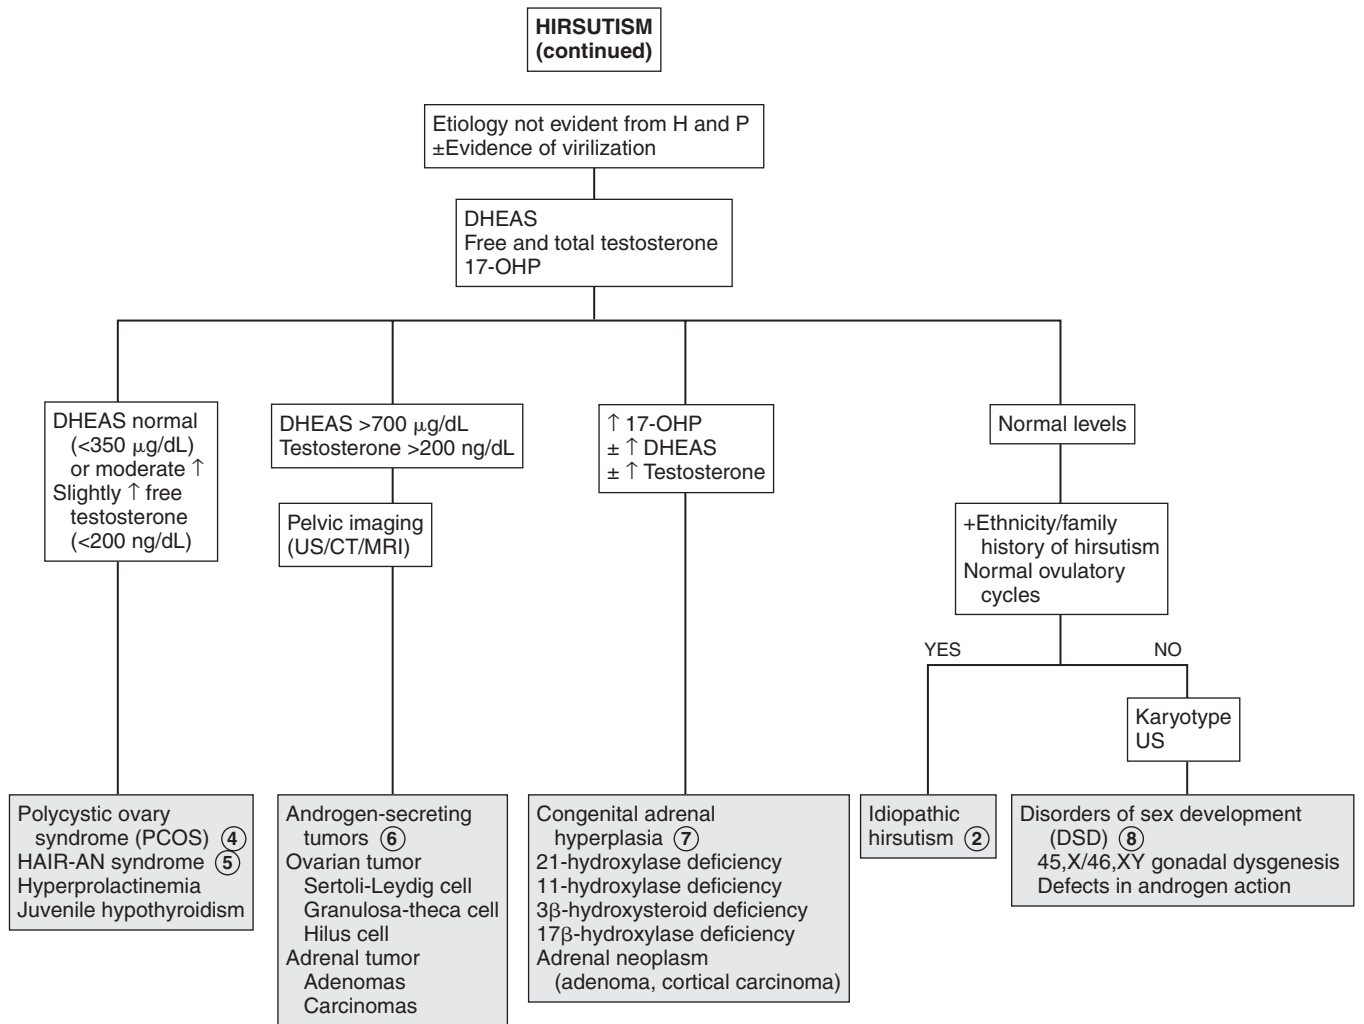 HIRSUTISM
(continued)
Etiology not evident from H and P
±Evidence of virilization
DHEAS
Free and total testosterone
17-OHP
DHEAS normal
(<350 μg/dL)
or moderate ↑
Slightly ↑ free
testosterone
(<200 ng/dL)
DHEAS >700 μg/dL
Testosterone >200 ng/dL
Pelvic imaging
(US/CT/MRI)
↑ 17-OHP
± ↑ DHEAS
± ↑ Testosterone
Normal levels
+Ethnicity/family
history of hirsutism
Normal ovulatory
cycles
YES
NO
Karyotype
US
Polycystic ovary
syndrome (PCOS) ④
HAIR-AN syndrome ⑤
Hyperprolactinemia
Juvenile hypothyroidism
Androgen-secreting
tumors ⑥
Ovarian tumor
Sertoli-Leydig cell
Granulosa-theca cell
Hilus cell
Adrenal tumor
Adenomas
Carcinomas
Congenital adrenal
hyperplasia ⑦
21-hydroxylase deficiency
11-hydroxylase deficiency
3β-hydroxysteroid deficiency
17β-hydroxylase deficiency
Adrenal neoplasm
(adenoma, cortical carcinoma)
Idiopathic
hirsutism ②
Disorders of sex development
(DSD) ⑧
45,X/46,XY gonadal dysgenesis
Defects in androgen action